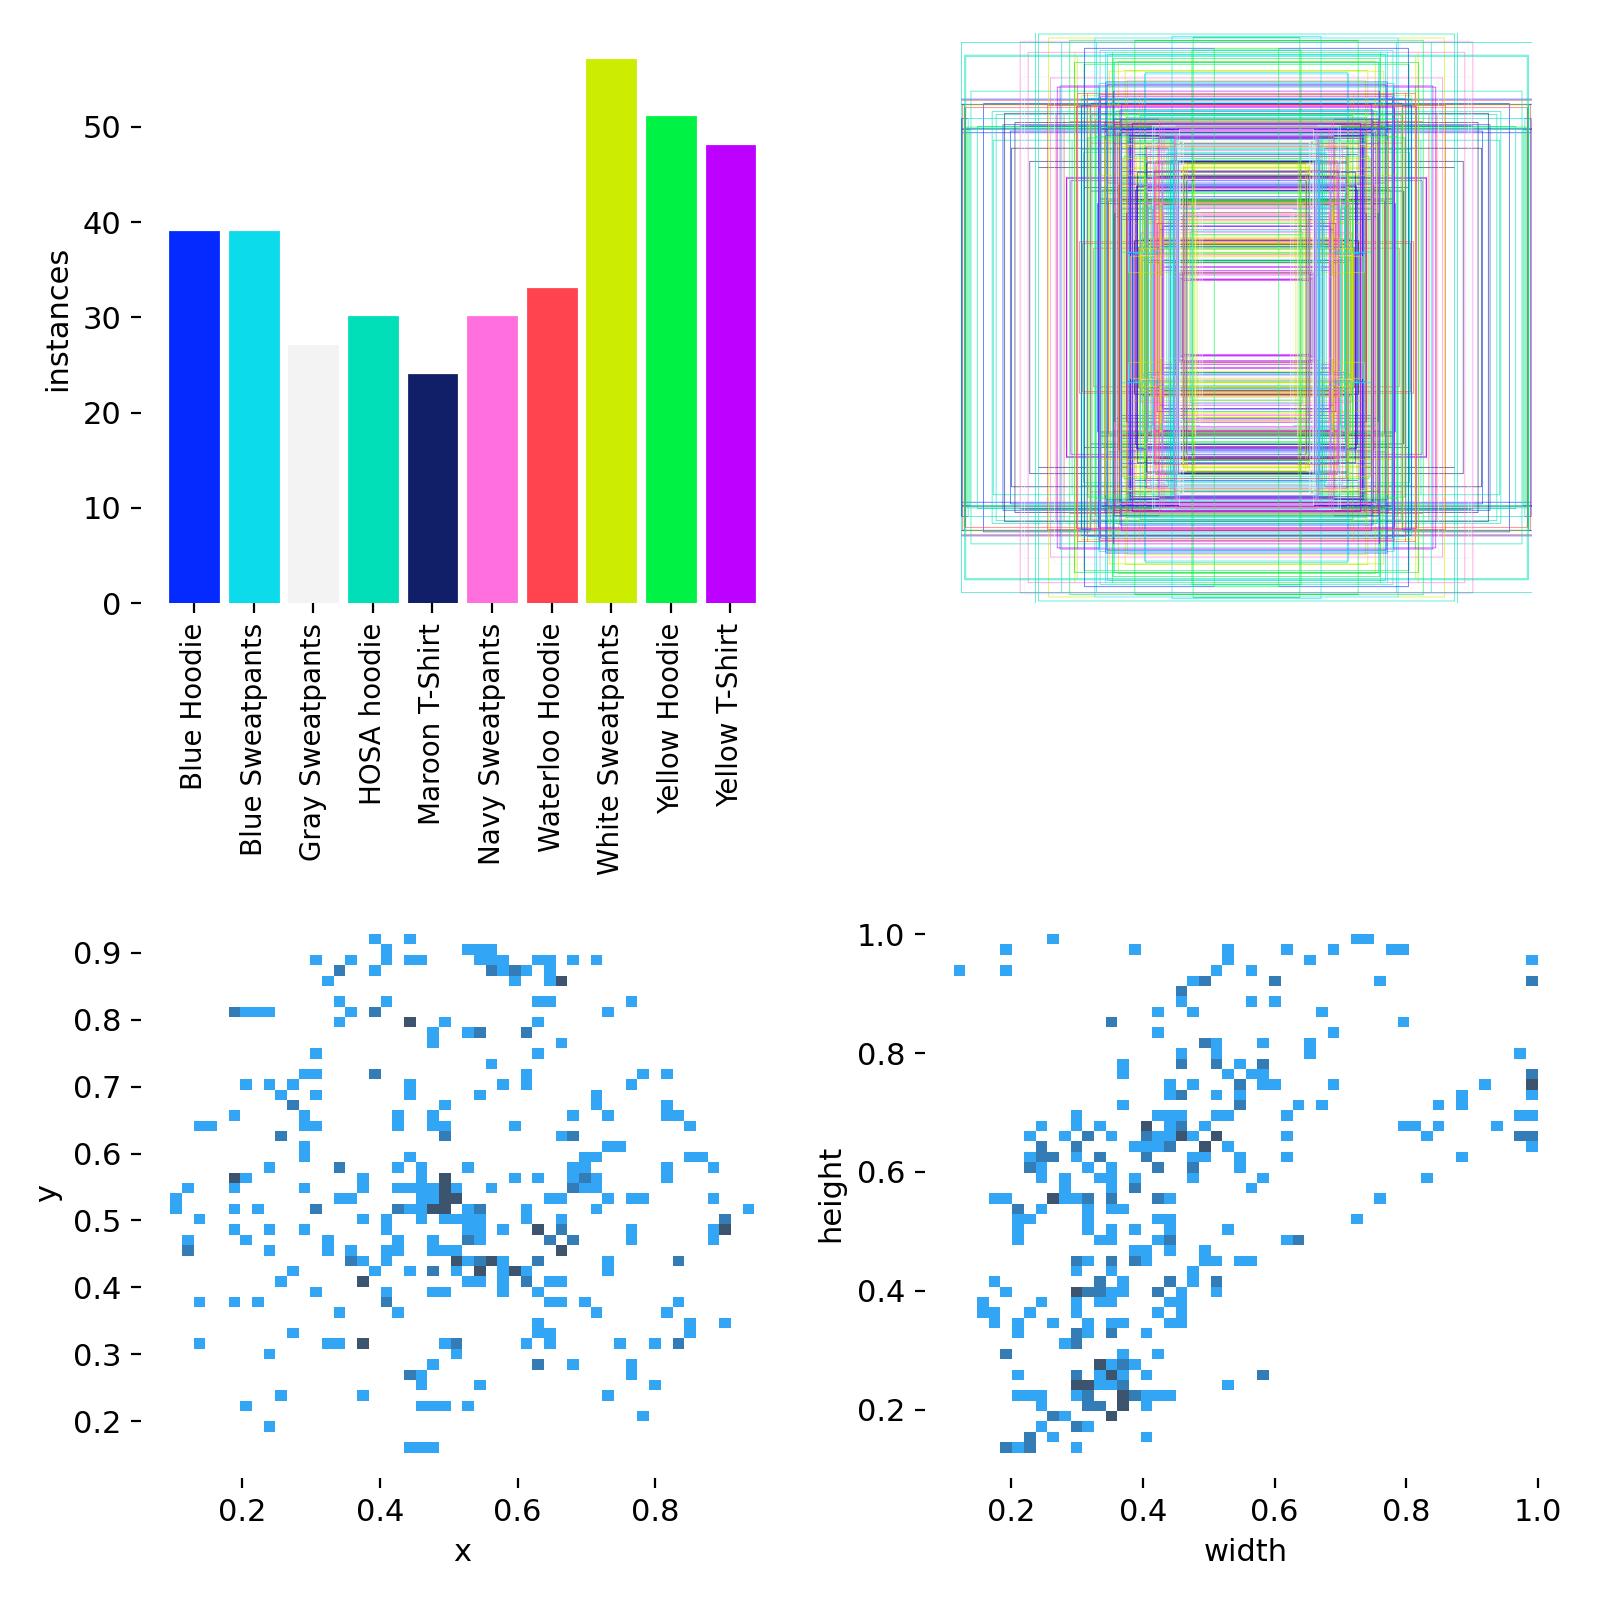 instances
50
40
30
20
10
0
Blue Hoodie
Blue Sweatpants
Gray Sweatpants
HOSA hoodie
Maroon T-Shirt
Navy Sweatpants
Waterloo Hoodie
White Sweatpants
Yellow Hoodie
Yellow T-Shirt
y
0.9
0.8
0.7
0.6
0.5
0.4
0.3
0.2
0.2 0.4 0.6 0.8
x
height
1.0
0.8
0.6
0.4
0.2
0.2 0.4 0.6 0.8 1.0
width